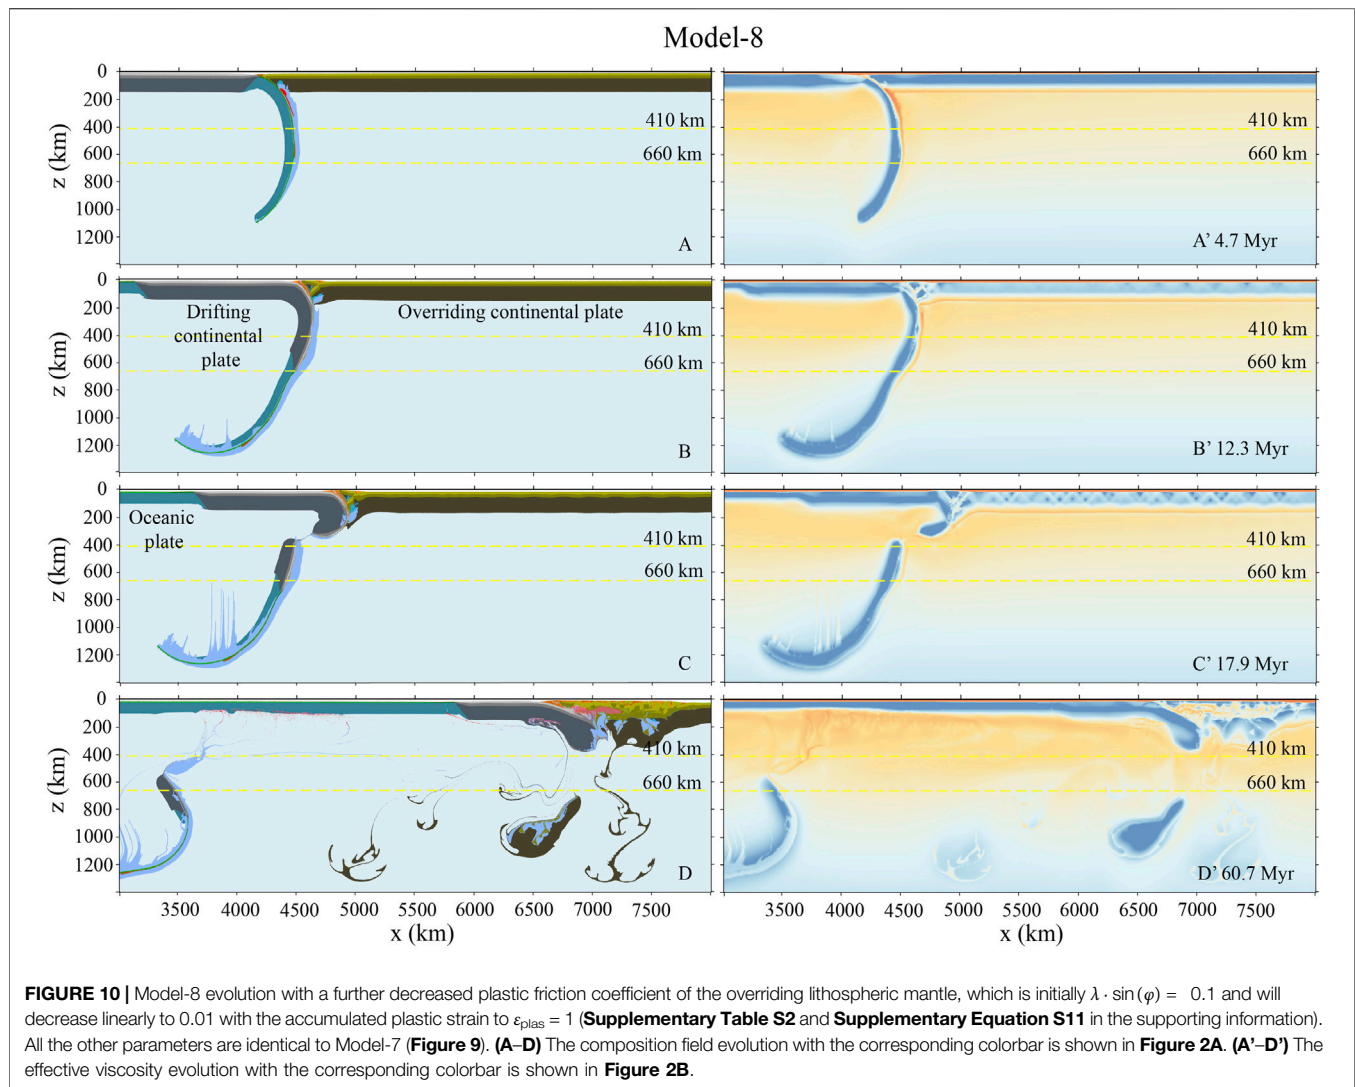 Model-8
0
200
400
600
800
1000
1200
z (km)
410 km
660 km
A
A' 4.7 Myr
0
200
400
600
800
1000
1200
z (km)
Drifting
continental
plate
Overriding continental plate
410 km
660 km
B
410 km
660 km
B' 12.3 Myr
0
200
400
600
800
1000
1200
z (km)
Oceanic
plate
410 km
660 km
C
410 km
660 km
C' 17.9 Myr
0
200
400
600
800
1000
1200
z (km)
410 km
660 km
D
410 km
660 km
D' 60.7 Myr
3500 4000 4500 5000 5500 6000 6500 7000 7500
x (km)
3500 4000 4500 5000 5500 6000 6500 7000 7500
x (km)
FIGURE 10 | Model-8 evolution with a further decreased plastic friction coefficient of the overriding lithospheric mantle, which is initially λ · sin(φ) = 0.1 and will
decrease linearly to 0.01 with the accumulated plastic strain to εplas = 1 (Supplementary Table S2 and Supplementary Equation S11 in the supporting information).
All the other parameters are identical to Model-7 (Figure 9). (A–D) The composition field evolution with the corresponding colorbar is shown in Figure 2A. (A'–D') The
effective viscosity evolution with the corresponding colorbar is shown in Figure 2B.